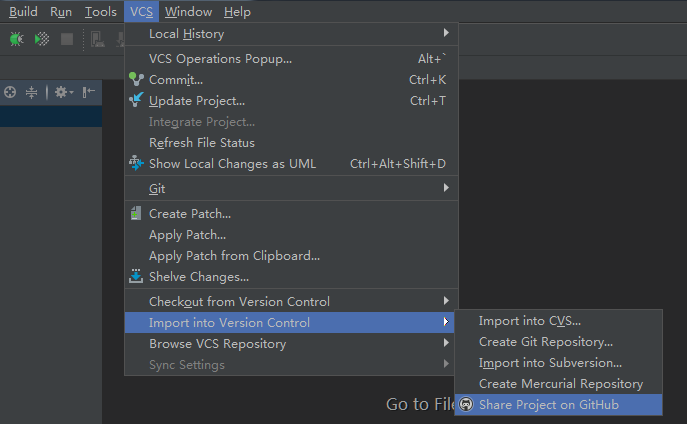 Build Run Tools VCS Window Help
Local History
VCS Operations Popup... Alt+`
Commit... Ctrl+K
Update Project... Ctrl+T
Integrate Project...
Refresh File Status
Show Local Changes as UML Ctrl+Alt+Shift+D
Git
Create Patch...
Apply Patch...
Apply Patch from Clipboard...
Shelve Changes...
Checkout from Version Control
Import into Version Control
Browse VCS Repository
Sync Settings
Import into CVS...
Create Git Repository...
Import into Subversion...
Create Mercurial Repository
Share Project on GitHub
Go to File